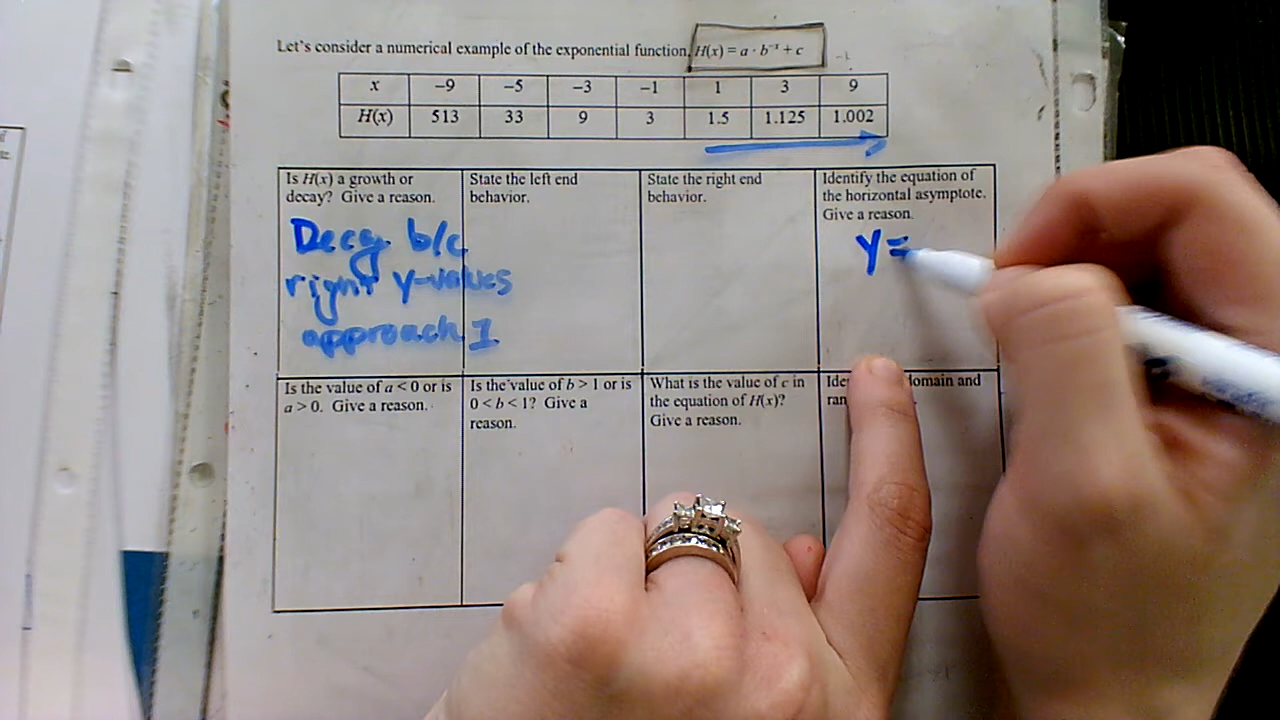 Let's consider a numerical example of the exponential function, H(x) = a · b⁻ˣ + c
x −9 −5 −3 −1 1 3 9
H(x) 513 33 9 3 1.5 1.125 1.002
Is H(x) a growth or
decay? Give a reason.
Decay b/c
right y-values
approach 1
State the left end
behavior.
State the right end
behavior.
Identify the equation of
the horizontal asymptote.
Give a reason.
y=
Is the value of a < 0 or is
a > 0. Give a reason.
Is the value of b > 1 or is
0 < b < 1? Give a
reason.
What is the value of c in
the equation of H(x)?
Give a reason.
domain and